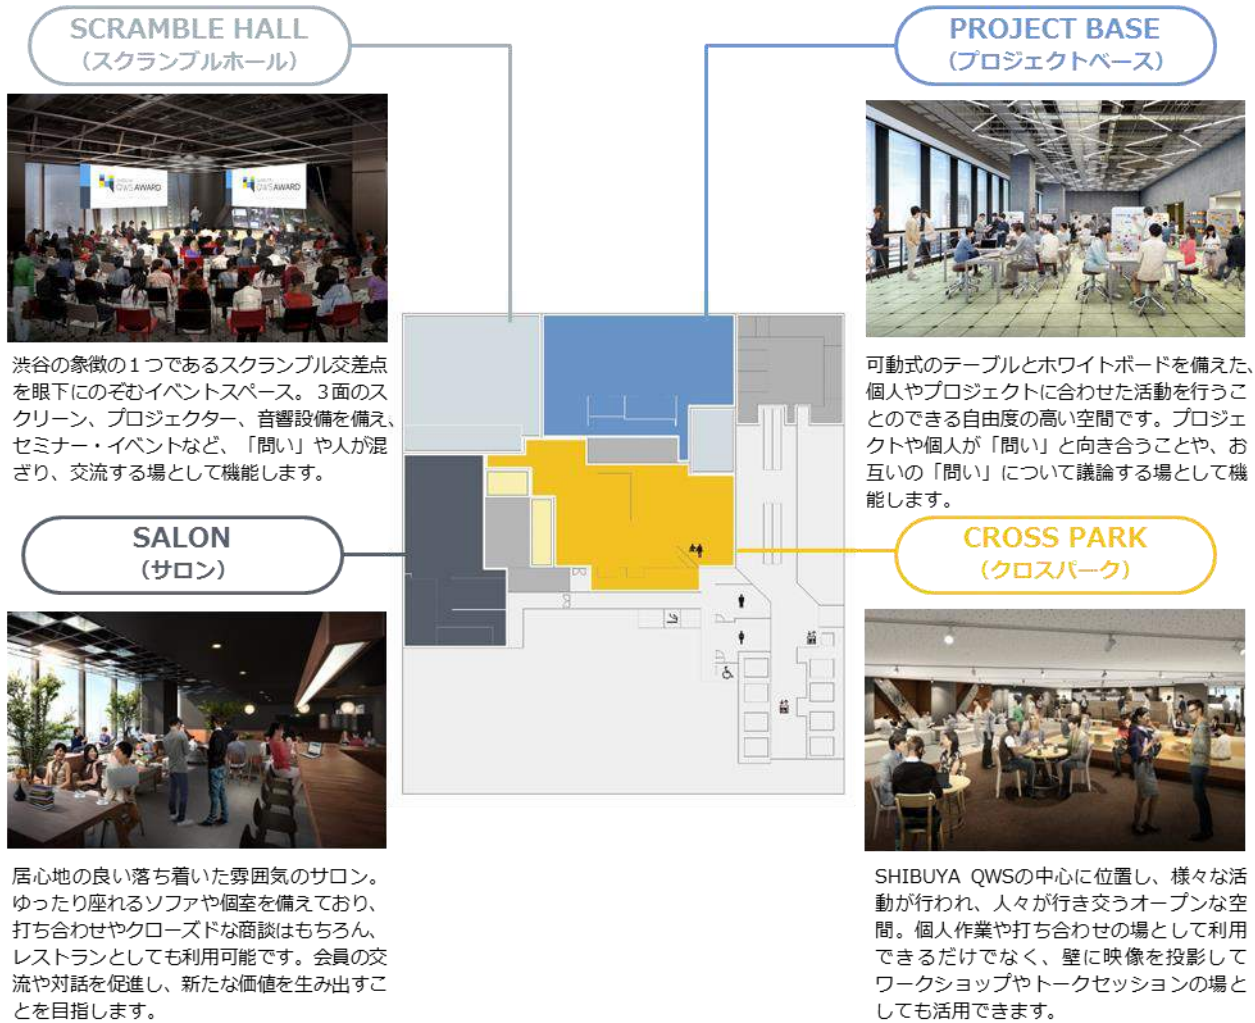 SCRAMBLE HALL
（スクランブルホール）
QWS AWARD
QWS AWARD
渋谷の象徴の１つであるスクランブル交差点
を眼下にのぞむイベントスペース。３面のス
クリーン、プロジェクター、音響設備を備え、
セミナー・イベントなど、「問い」や人が混
ざり、交流する場として機能します。
PROJECT BASE
（プロジェクトベース）
可動式のテーブルとホワイトボードを備えた、
個人やプロジェクトに合わせた活動を行うこ
とのできる自由度の高い空間です。プロジェ
クトや個人が「問い」と向き合うことや、お
互いの「問い」について議論する場として機
能します。
SALON
（サロン）
居心地の良い落ち着いた雰囲気のサロン。
ゆったり座れるソファや個室を備えており、
打ち合わせやクローズドな商談はもちろん、
レストランとしても利用可能です。会員の交
流や対話を促進し、新たな価値を生み出すこ
とを目指します。
CROSS PARK
（クロスパーク）
SHIBUYA QWSの中心に位置し、様々な活
動が行われ、人々が行き交うオープンな空
間。個人作業や打ち合わせの場として利用
できるだけでなく、壁に映像を投影して
ワークショップやトークセッションの場と
しても活用できます。